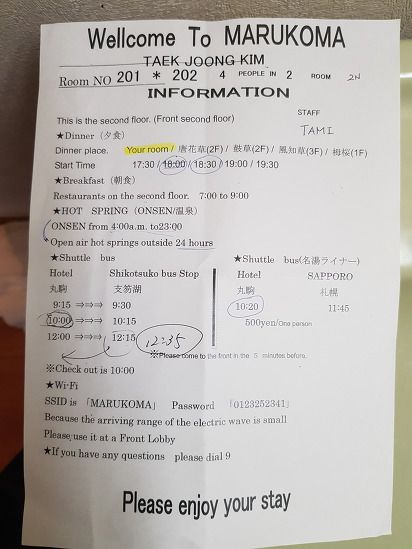 Wellcome To MARUKOMA
TAEK JOONG KIM
Room NO 201 * 202 4 PEOPLE IN 2 ROOM 2N
INFORMATION
This is the second floor. (Front second floor) STAFF
TAMI
★Dinner（夕食）
Dinner place. Your room / 唐花草(2F) / 鼓草(2F) / 風知草(3F) / 梅桜(1F)
Start Time 17:30 / 18:00 / 18:30 / 19:00 / 19:30
★Breakfast（朝食）
Restaurants on the second floor. 7:00 to 9:00
★HOT SPRING（ONSEN/温泉）
ONSEN from 4:00a.m. to23:00
Open air hot springs outside 24 hours
★Shuttle bus ★Shuttle bus(名湯ライナー)
Hotel Shikotsuko bus Stop Hotel SAPPORO
丸駒 支笏湖 丸駒 札幌
9:15 ⇒⇒⇒ 9:30 10:20 11:45
10:00 ⇒⇒⇒ 10:15 500yen/One person
12:00 ⇒⇒⇒ 12:15 12:35
※Please come to the front in the 5 minutes before.
※Check out is 10:00
★Wi-Fi
SSID is 「MARUKOMA」 Password 「0123252341」
Because the arriving range of the electric wave is small
Please use it at a Front Lobby
★If you have any questions please dial 9
Please enjoy your stay